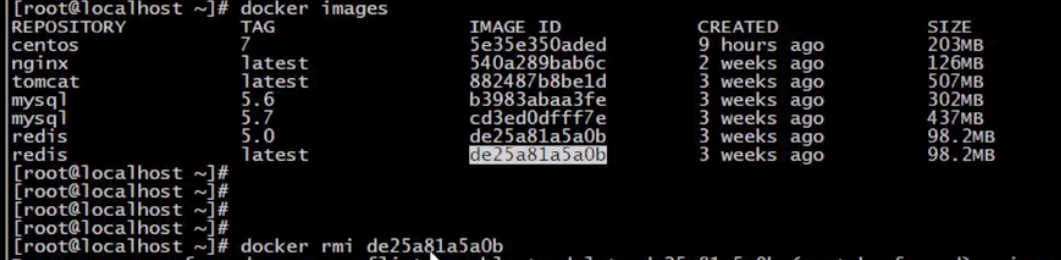 [root@localhost ~]# docker images
REPOSITORY TAG IMAGE ID CREATED SIZE
centos 7 5e35e350aded 9 hours ago 203MB
nginx latest 540a289bab6c 2 weeks ago 126MB
tomcat latest 882487b8be1d 3 weeks ago 507MB
mysql 5.6 b3983abaa3fe 3 weeks ago 302MB
mysql 5.7 cd3ed0dfff7e 3 weeks ago 437MB
redis 5.0 de25a81a5a0b 3 weeks ago 98.2MB
redis latest de25a81a5a0b 3 weeks ago 98.2MB
[root@localhost ~]#
[root@localhost ~]#
[root@localhost ~]#
[root@localhost ~]#
[root@localhost ~]# docker rmi de25a81a5a0b